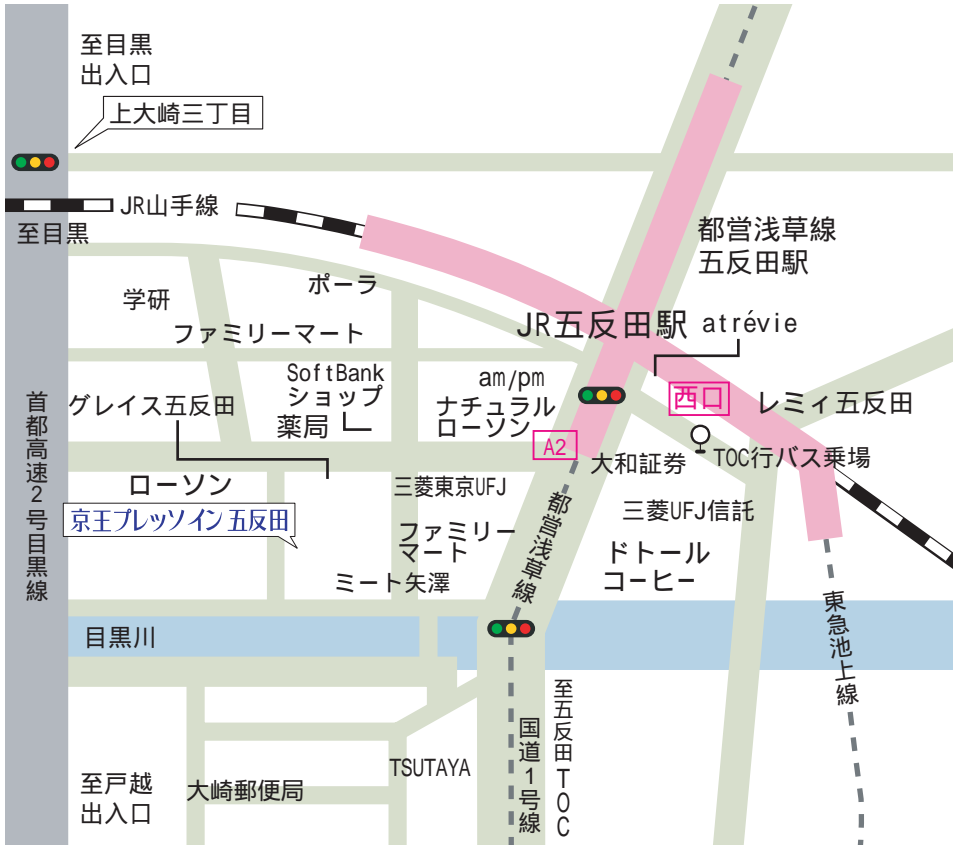 至目黒
出入口
上大崎三丁目
JR山手線
至目黒
都営浅草線
五反田駅
学研
ポーラ
ファミリーマート
JR五反田駅
atrévie
SoftBank
ショップ
薬局
am/pm
ナチュラル
ローソン
西口
レミィ五反田
グレイス五反田
A2
大和証券
TOC行バス乗場
首都高速2号目黒線
ローソン
三菱東京UFJ
三菱UFJ信託
京王プレッソイン 五反田
都営浅草線
ファミリー
マート
ドトール
コーヒー
ミート矢澤
東急池上線
目黒川
至五反田TOC
国道1号線
TSUTAYA
至戸越
出入口
大崎郵便局